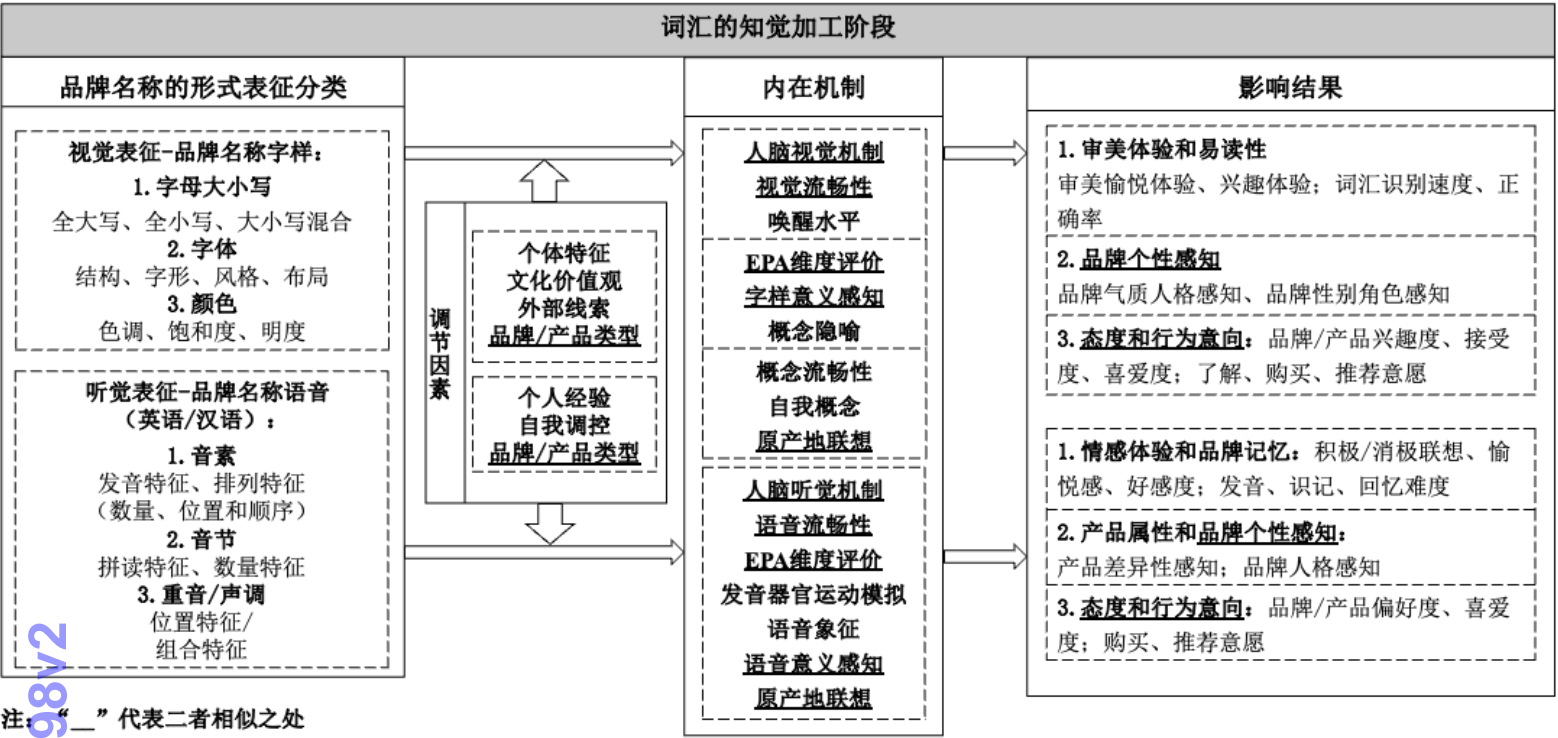 词汇的知觉加工阶段
品牌名称的形式表征分类
视觉表征-品牌名称字样：
1. 字母大小写
全大写、全小写、大小写混合
2. 字体
结构、字形、风格、布局
3. 颜色
色调、饱和度、明度
听觉表征-品牌名称语音
（英语/汉语）：
1. 音素
发音特征、排列特征
（数量、位置和顺序）
2. 音节
拼读特征、数量特征
3. 重音/声调
位置特征/
组合特征
调节因素
个体特征
文化价值观
外部线索
品牌/产品类型
个人经验
自我调控
品牌/产品类型
内在机制
人脑视觉机制
视觉流畅性
唤醒水平
EPA维度评价
字样意义感知
概念隐喻
概念流畅性
自我概念
原产地联想
人脑听觉机制
语音流畅性
EPA维度评价
发音器官运动模拟
语音象征
语音意义感知
原产地联想
影响结果
1. 审美体验和易读性
审美愉悦体验、兴趣体验；词汇识别速度、正
确率
2. 品牌个性感知
品牌气质人格感知、品牌性别角色感知
3. 态度和行为意向：品牌/产品兴趣度、接受
度、喜爱度；了解、购买、推荐意愿
1. 情感体验和品牌记忆：积极/消极联想、愉
悦感、好感度；发音、识记、回忆难度
2. 产品属性和品牌个性感知：
产品差异性感知；品牌人格感知
3. 态度和行为意向：品牌/产品偏好度、喜爱
度；购买、推荐意愿
注：“__”代表二者相似之处
98v2